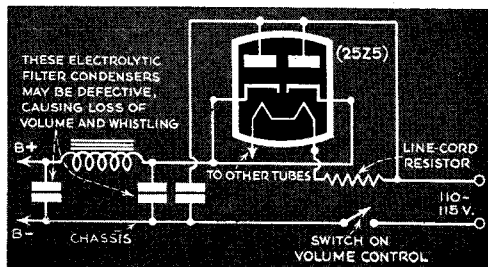 (25Z5)
THESE ELECTROLYTIC
FILTER CONDENSERS
MAY BE DEFECTIVE,
CAUSING LOSS OF
VOLUME AND WHISTLING
B+
TO OTHER TUBES
LINE-CORD
RESISTOR
110-
115 V.
B-
CHASSIS
SWITCH ON
VOLUME CONTROL